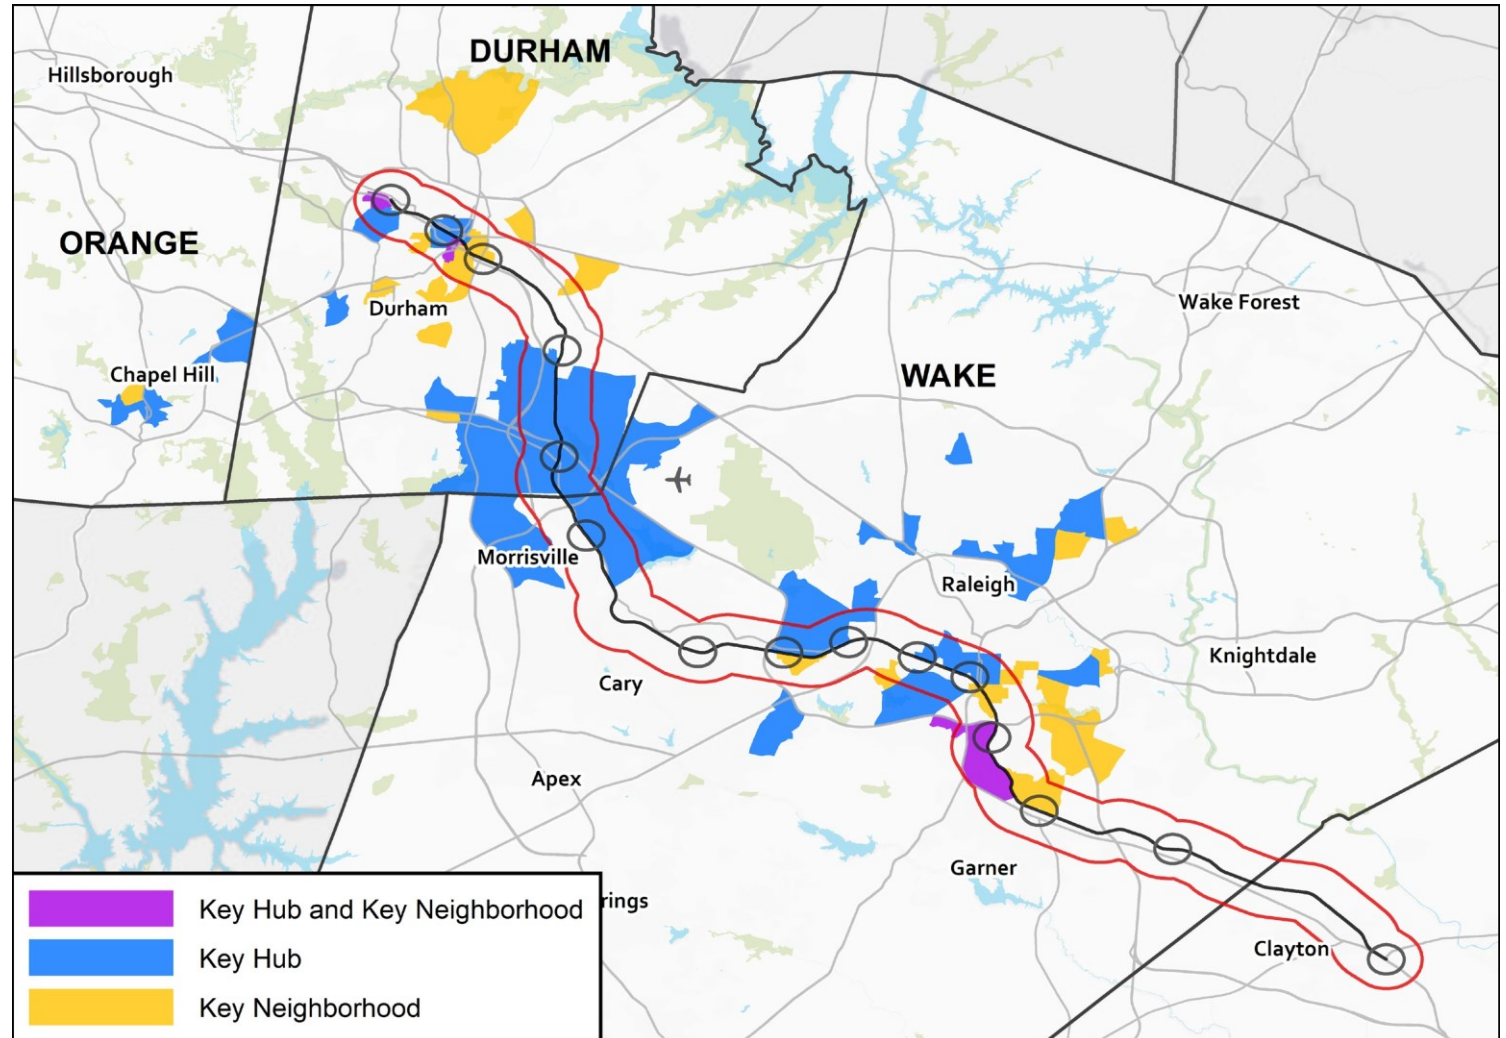 DURHAM
Hillsborough
ORANGE
Durham
Wake Forest
Chapel Hill
WAKE
Morrisville
Raleigh
Knightdale
Cary
Apex
Garner
rings
Clayton
Key Hub and Key Neighborhood
Key Hub
Key Neighborhood